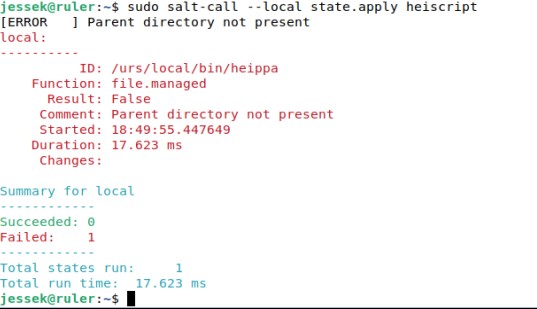 jessek@ruler:~$ sudo salt-call --local state.apply heiscript
[ERROR   ] Parent directory not present
local:
----------
          ID: /urs/local/bin/heippa
    Function: file.managed
      Result: False
     Comment: Parent directory not present
     Started: 18:49:55.447649
    Duration: 17.623 ms
     Changes:
Summary for local
------------
Succeeded: 0
Failed:    1
------------
Total states run:     1
Total run time:  17.623 ms
jessek@ruler:~$